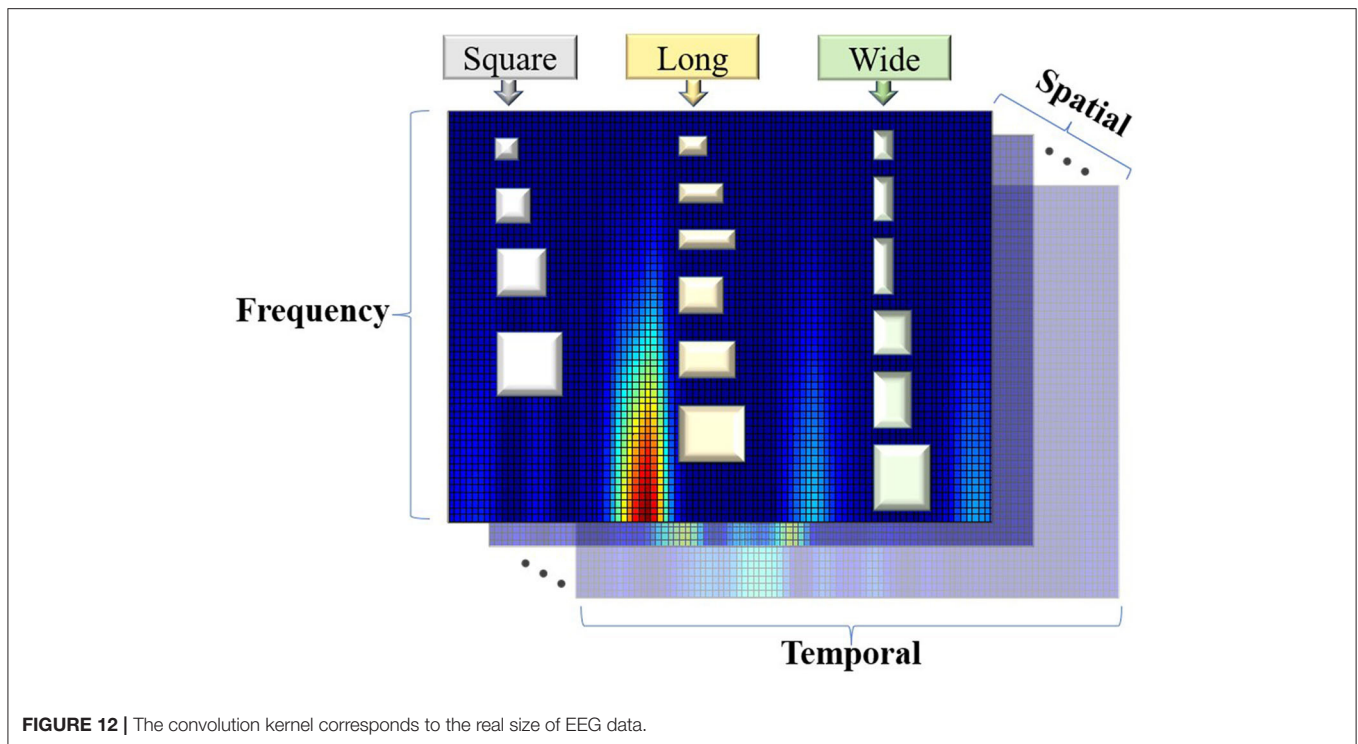 Square
Long
Wide
Spatial
Frequency
Temporal
FIGURE 12 | The convolution kernel corresponds to the real size of EEG data.